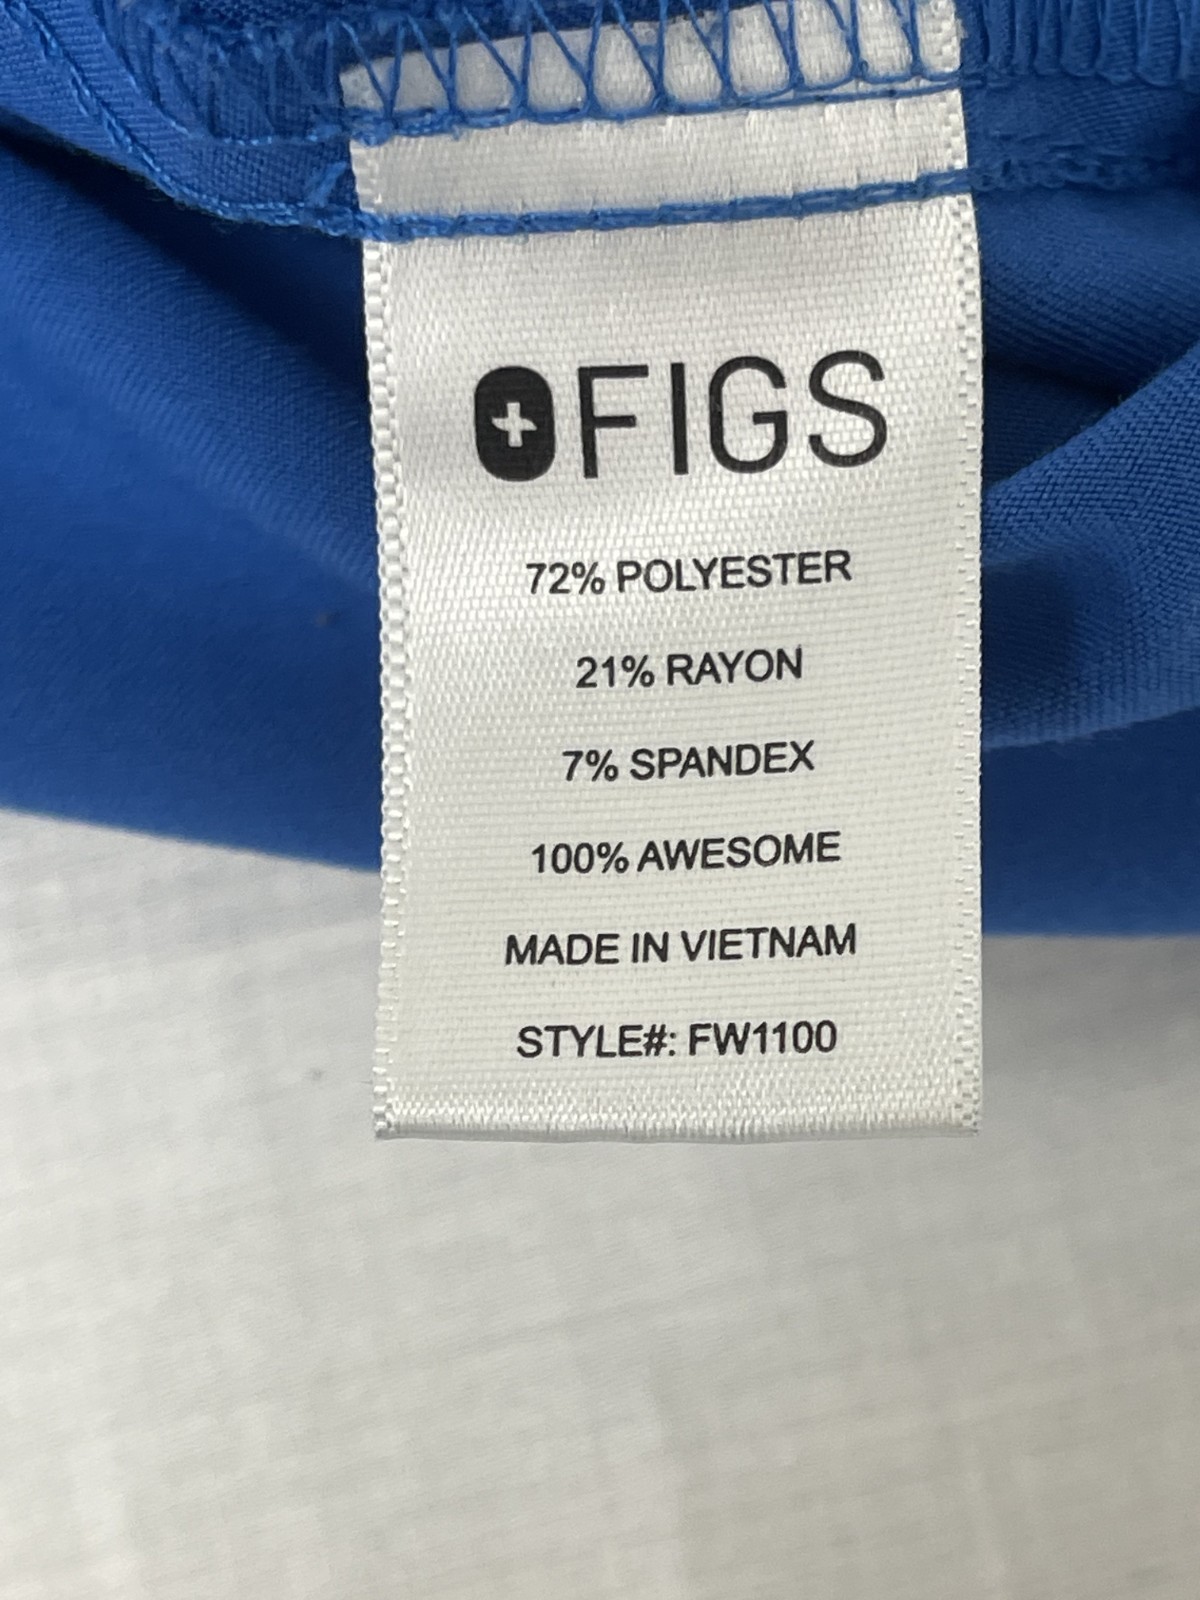 FIGS
72% POLYESTER
21% RAYON
7% SPANDEX
100% AWESOME
MADE IN VIETNAM
STYLE#: FW1100